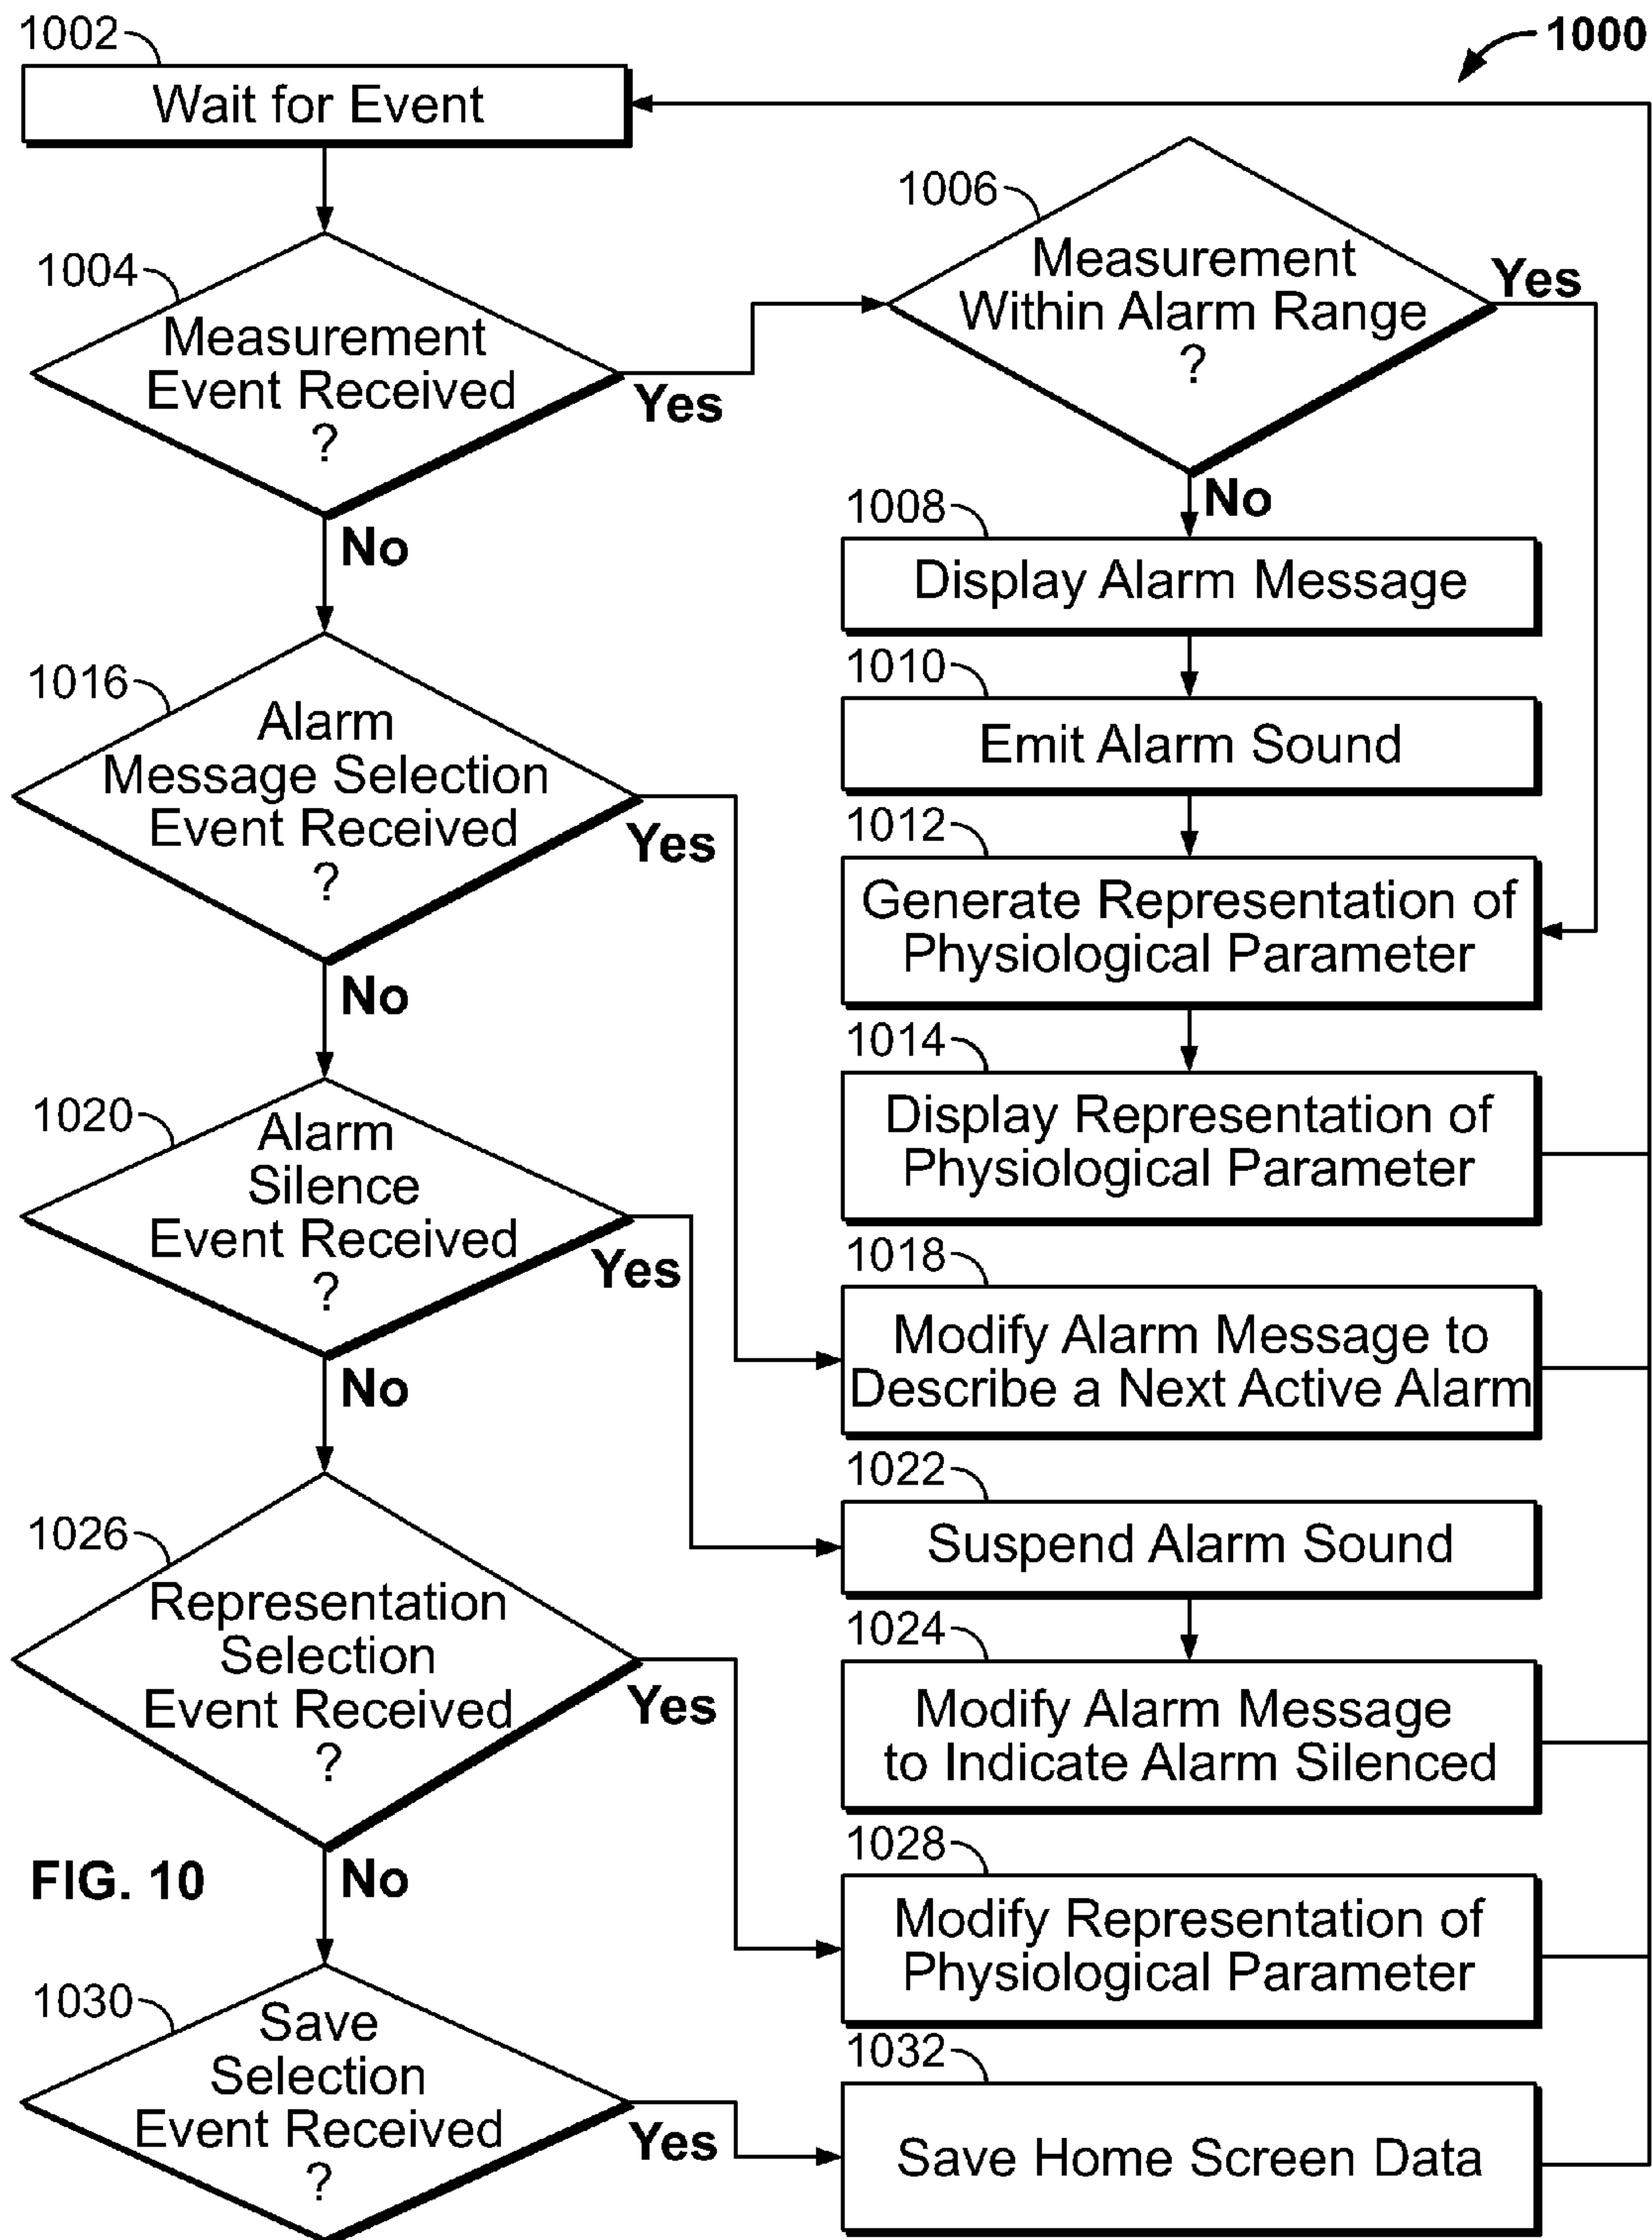 1002
1000
Wait for Event
1006
Measurement
Within Alarm Range
?
Yes
No
1004
Measurement
Event Received
?
Yes
No
1008
Display Alarm Message
1010
Emit Alarm Sound
1012
Generate Representation of
Physiological Parameter
1014
Display Representation of
Physiological Parameter
1016
Alarm
Message Selection
Event Received
?
Yes
No
1018
Modify Alarm Message to
Describe a Next Active Alarm
1020
Alarm
Silence
Event Received
?
Yes
No
1022
Suspend Alarm Sound
1024
Modify Alarm Message
to Indicate Alarm Silenced
1026
Representation
Selection
Event Received
?
Yes
No
1028
Modify Representation of
Physiological Parameter
FIG. 10
1030
Save
Selection
Event Received
?
Yes
1032
Save Home Screen Data